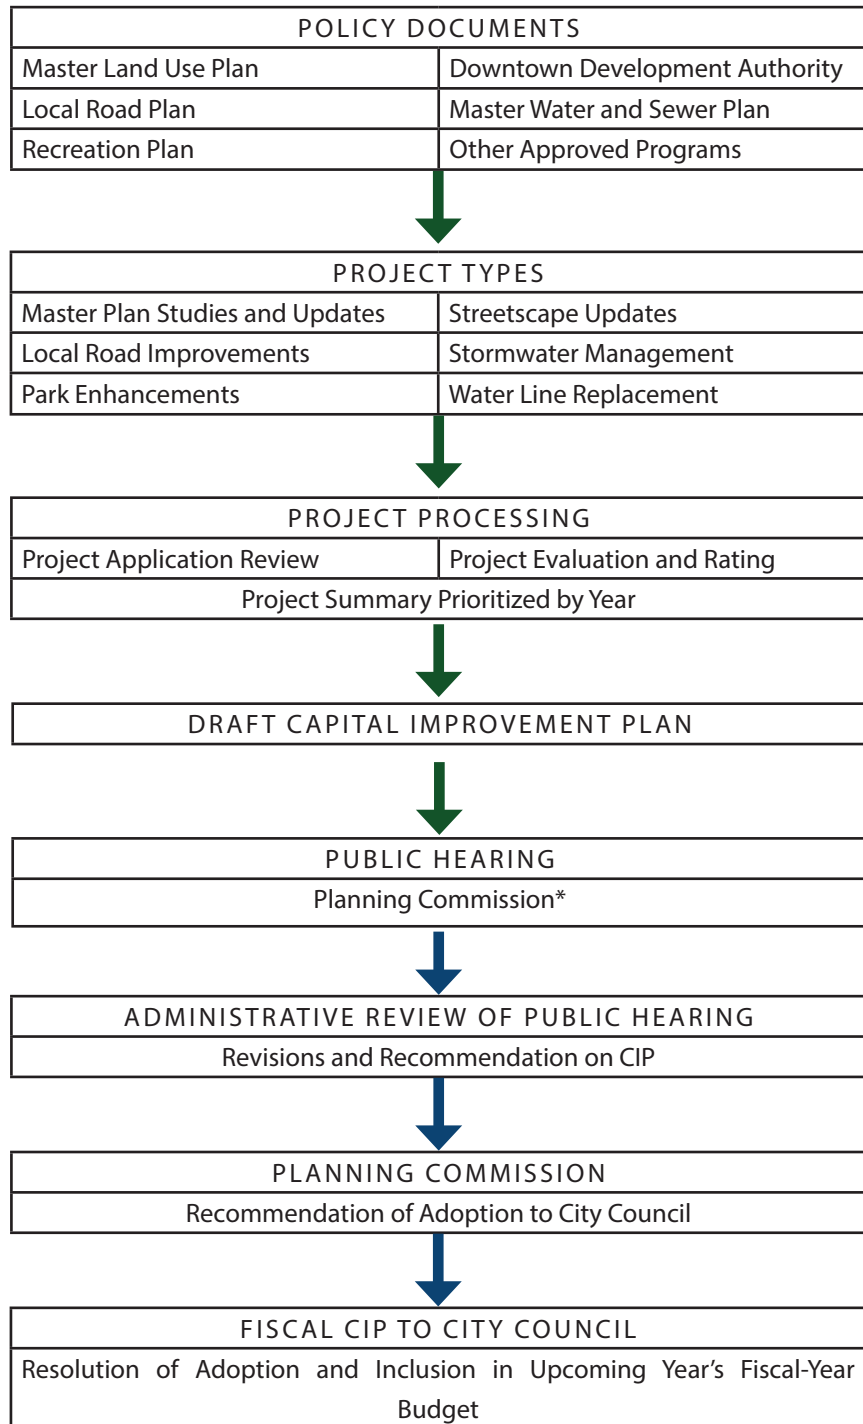 POLICY DOCUMENTS
Master Land Use Plan
Downtown Development Authority
Local Road Plan
Master Water and Sewer Plan
Recreation Plan
Other Approved Programs
PROJECT TYPES
Master Plan Studies and Updates
Streetscape Updates
Local Road Improvements
Stormwater Management
Park Enhancements
Water Line Replacement
PROJECT PROCESSING
Project Application Review
Project Evaluation and Rating
Project Summary Prioritized by Year
DRAFT CAPITAL IMPROVEMENT PLAN
PUBLIC HEARING
Planning Commission*
ADMINISTRATIVE REVIEW OF PUBLIC HEARING
Revisions and Recommendation on CIP
PLANNING COMMISSION
Recommendation of Adoption to City Council
FISCAL CIP TO CITY COUNCIL
Resolution of Adoption and Inclusion in Upcoming Year's Fiscal-Year
Budget